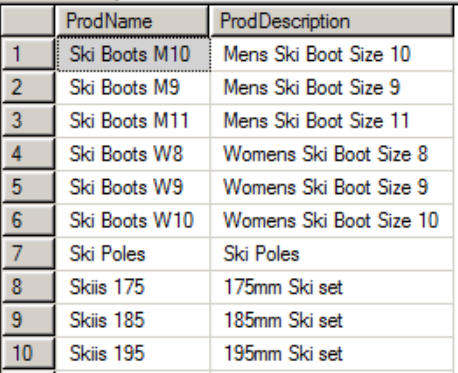 ProdName ProdDescription
1 Ski Boots M10 Mens Ski Boot Size 10
2 Ski Boots M9 Mens Ski Boot Size 9
3 Ski Boots M11 Mens Ski Boot Size 11
4 Ski Boots W8 Womens Ski Boot Size 8
5 Ski Boots W9 Womens Ski Boot Size 9
6 Ski Boots W10 Womens Ski Boot Size 10
7 Ski Poles Ski Poles
8 Skiis 175 175mm Ski set
9 Skiis 185 185mm Ski set
10 Skiis 195 195mm Ski set